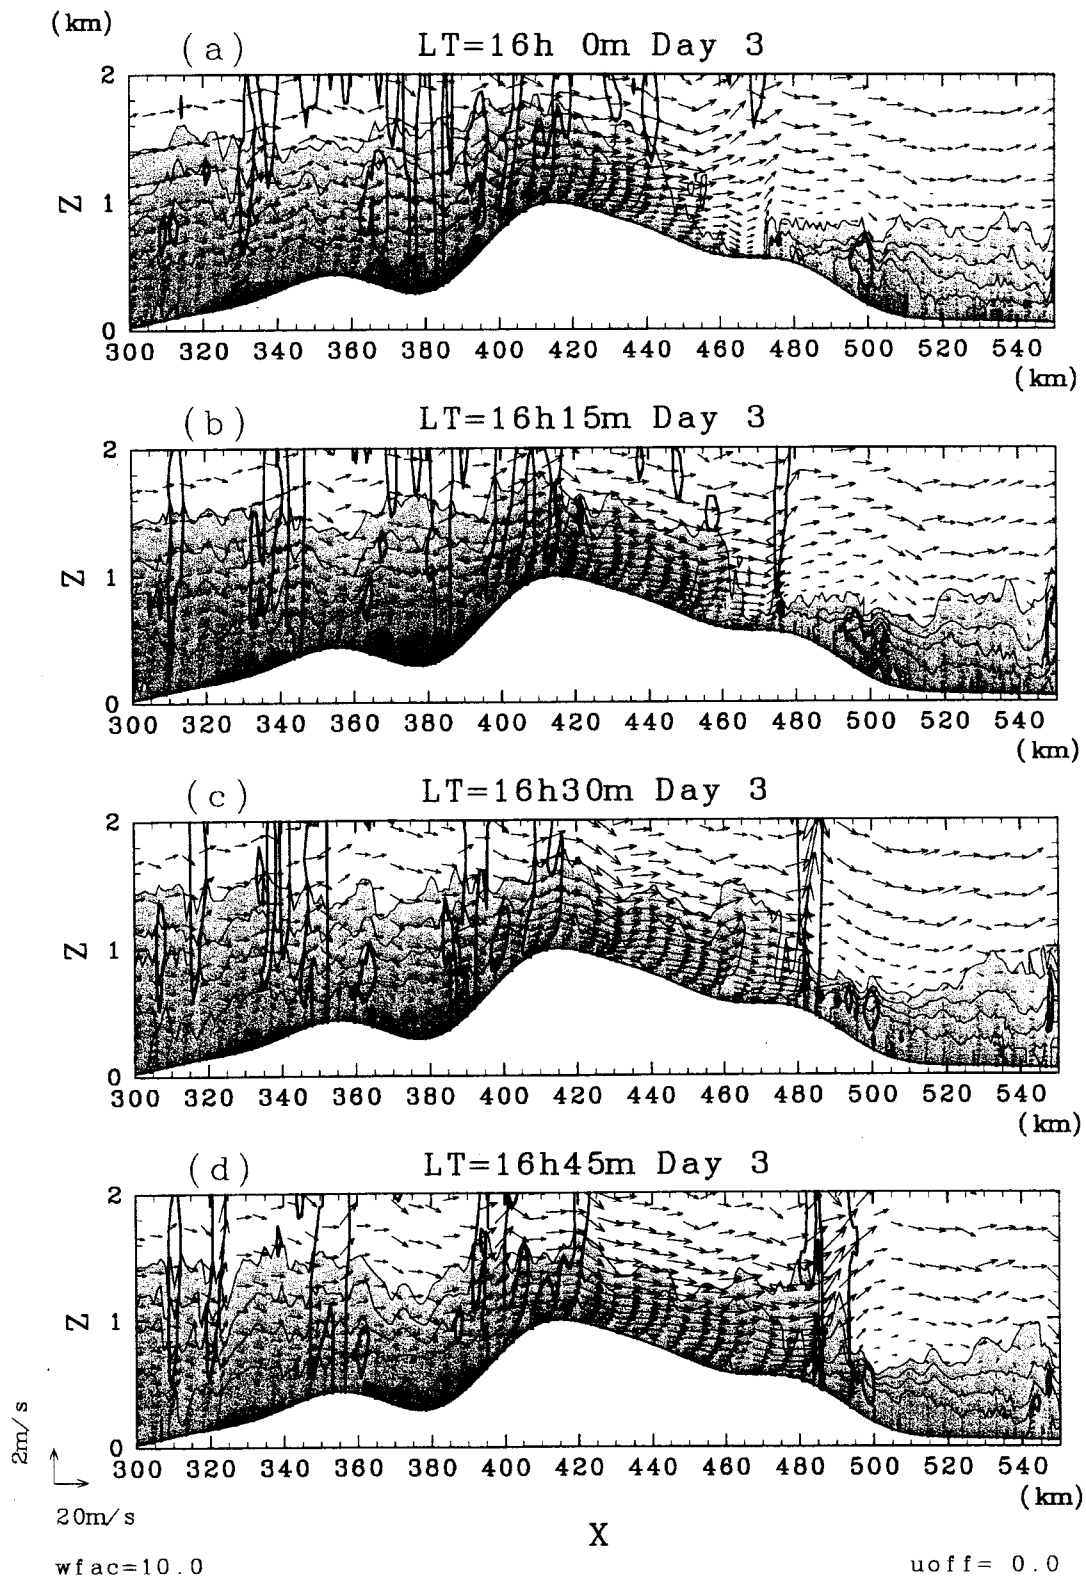 (km)
(a) LT=16h 0m Day 3
2
Z 1
0
300 320 340 360 380 400 420 440 460 480 500 520 540
(km)
(b) LT=16h15m Day 3
2
Z 1
0
300 320 340 360 380 400 420 440 460 480 500 520 540
(km)
(c) LT=16h30m Day 3
2
Z 1
0
300 320 340 360 380 400 420 440 460 480 500 520 540
(km)
(d) LT=16h45m Day 3
2
Z 1
0
300 320 340 360 380 400 420 440 460 480 500 520 540
(km)
2m/s
20m/s
X
wfac=10.0 uoff= 0.0